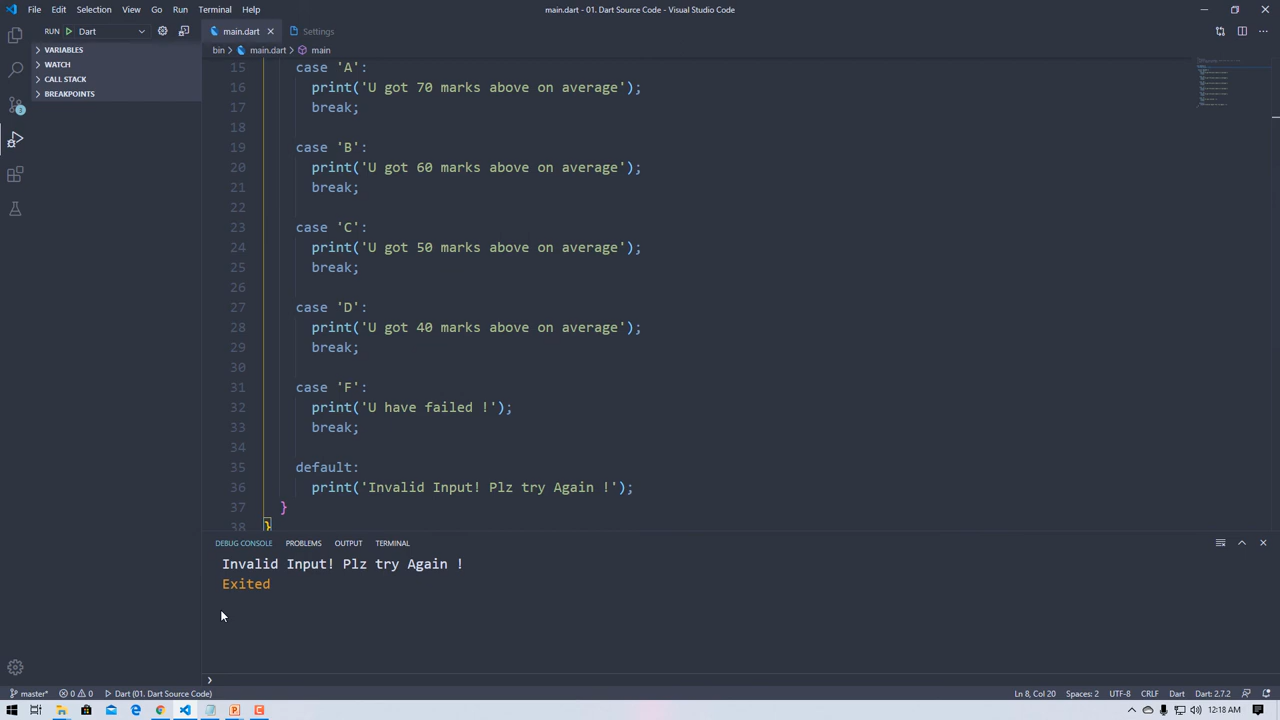 File Edit Selection View Go Run Terminal Help
main.dart - 01. Dart Source Code - Visual Studio Code
RUN Dart
main.dart
Settings
VARIABLES
WATCH
CALL STACK
BREAKPOINTS
bin > main.dart > main
15 case 'A':
16 print('U got 70 marks above on average');
17 break;
18
19 case 'B':
20 print('U got 60 marks above on average');
21 break;
22
23 case 'C':
24 print('U got 50 marks above on average');
25 break;
26
27 case 'D':
28 print('U got 40 marks above on average');
29 break;
30
31 case 'F':
32 print('U have failed !');
33 break;
34
35 default:
36 print('Invalid Input! Plz try Again !');
37 }
38 }
DEBUG CONSOLE PROBLEMS OUTPUT TERMINAL
Invalid Input! Plz try Again !
Exited
master* 0 0 Dart (01. Dart Source Code)
Ln 8, Col 20 Spaces: 2 UTF-8 CRLF Dart Dart: 2.7.2
12:18 AM